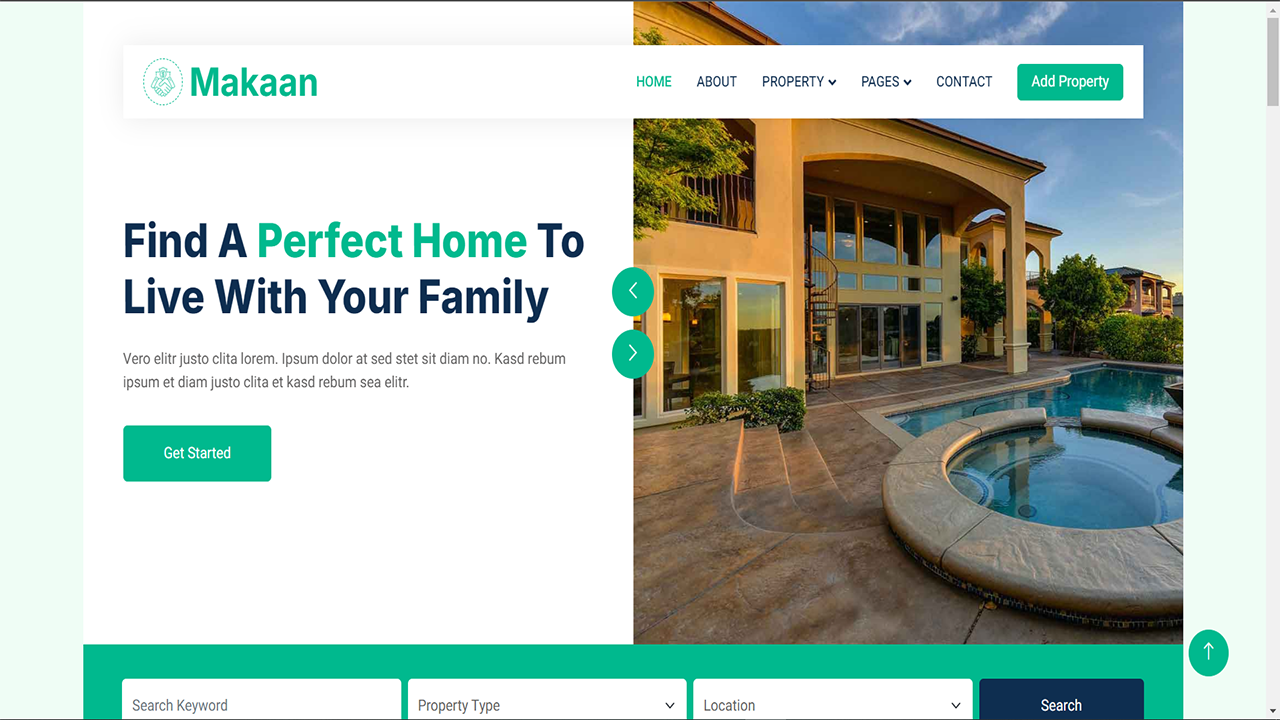 Makaan
HOME ABOUT PROPERTY PAGES CONTACT Add Property
Find A Perfect Home To
Live With Your Family
Vero elitr justo clita lorem. Ipsum dolor at sed stet sit diam no. Kasd rebum
ipsum et diam justo clita et kasd rebum sea elitr.
Get Started
Search Keyword Property Type Location Search